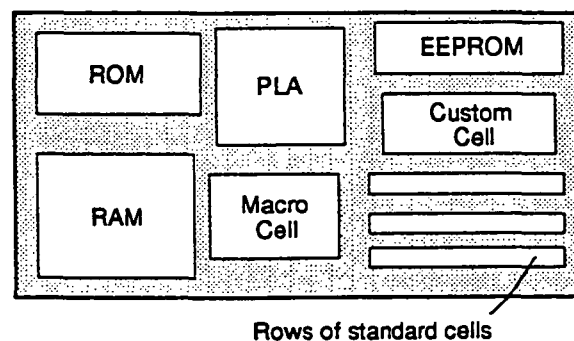 ROM
PLA
EEPROM
Custom
Cell
RAM
Macro
Cell
Rows of standard cells